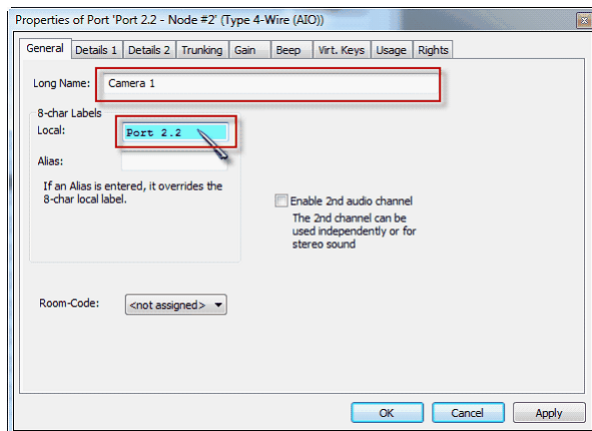 Properties of Port 'Port 2.2 - Node #2' (Type 4-Wire (AIO))
General Details 1 Details 2 Trunking Gain Beep Virt. Keys Usage Rights
Long Name: Camera 1
8-char Labels
Local: Port 2.2
Alias:
If an Alias is entered, it overrides the
8-char local label.
Enable 2nd audio channel
The 2nd channel can be
used independently or for
stereo sound
Room-Code: <not assigned>
OK Cancel Apply